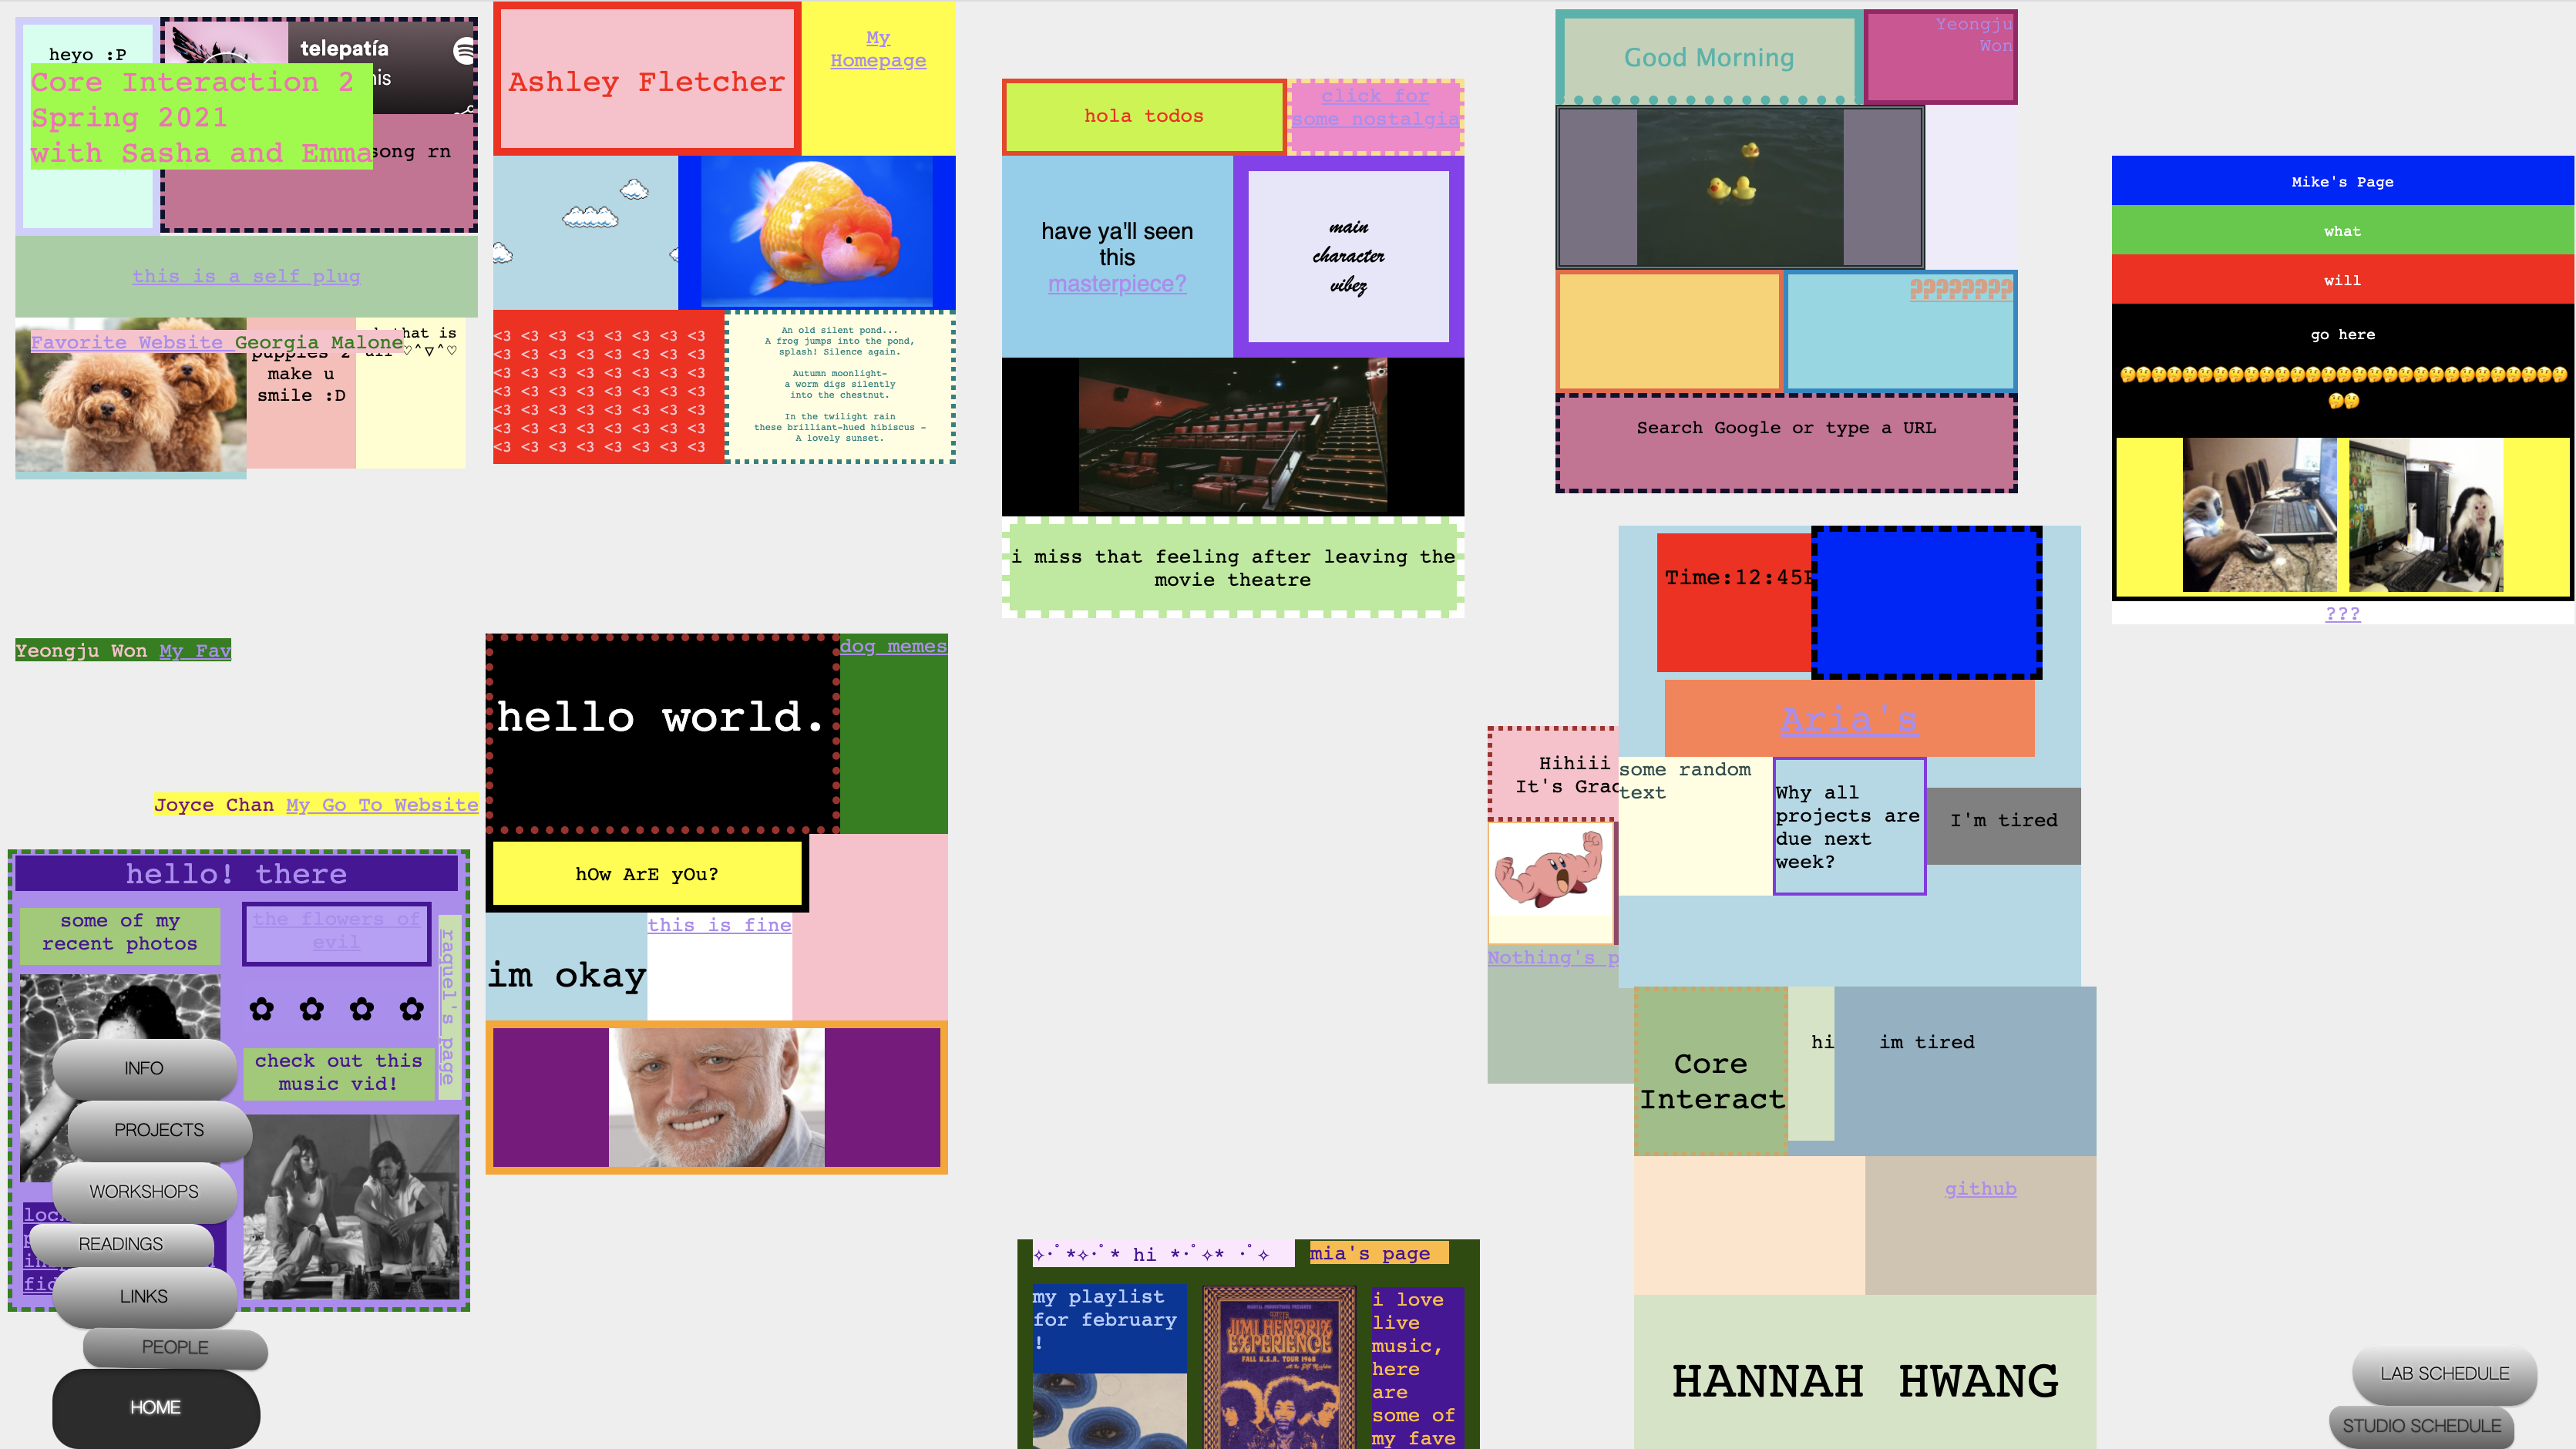 heyo :P
telepatía
Core Interaction 2
Spring 2021
with Sasha and Emma
song rn
this is a self plug
Favorite Website Georgia Malone
that is
puppies 2
make u
smile :D
Ashley Fletcher
My
Homepage
<3 <3 <3 <3 <3 <3 <3 <3
<3 <3 <3 <3 <3 <3 <3 <3
<3 <3 <3 <3 <3 <3 <3 <3
<3 <3 <3 <3 <3 <3 <3 <3
<3 <3 <3 <3 <3 <3 <3 <3
<3 <3 <3 <3 <3 <3 <3 <3
<3 <3 <3 <3 <3 <3 <3 <3
An old silent pond...
A frog jumps into the pond,
splash! Silence again.
Autumn moonlight-
a worm digs silently
into the chestnut.
In the twilight rain
these brilliant-hued hibiscus -
A lovely sunset.
hola todos
click for
some nostalgia
have ya'll seen
this
masterpiece?
main
character
vibez
i miss that feeling after leaving the
movie theatre
Good Morning
Yeongju
Won
????????
Search Google or type a URL
Mike's Page
what
will
go here
🤔🤔🤔🤔🤔🤔🤔🤔🤔🤔🤔🤔🤔🤔🤔🤔🤔🤔🤔🤔🤔🤔🤔🤔🤔🤔🤔🤔🤔
🤔🤔
???
Yeongju Won My Fav
Joyce Chan My Go To Website
hello world.
dog memes
hOw ArE yOu?
this is fine
im okay
hello! there
some of my
recent photos
the flowers of
evil
raquel's page
✿ ✿ ✿ ✿
check out this
music vid!
INFO
PROJECTS
WORKSHOPS
READINGS
LINKS
PEOPLE
HOME
Time:12:45
Aria's
Hihiii
It's Grac
some random
text
Why all
projects are
due next
week?
I'm tired
Nothing's p
Core
Interact
hi
im tired
github
HANNAH HWANG
✧･ﾟ*✧･ﾟ* hi *･ﾟ✧* ･ﾟ✧
mia's page
my playlist
for february
!
JIMI HENDRIX
EXPERIENCE
FALL U.S.A. TOUR 1968
i love
live
music,
here
are
some of
my fave
LAB SCHEDULE
STUDIO SCHEDULE